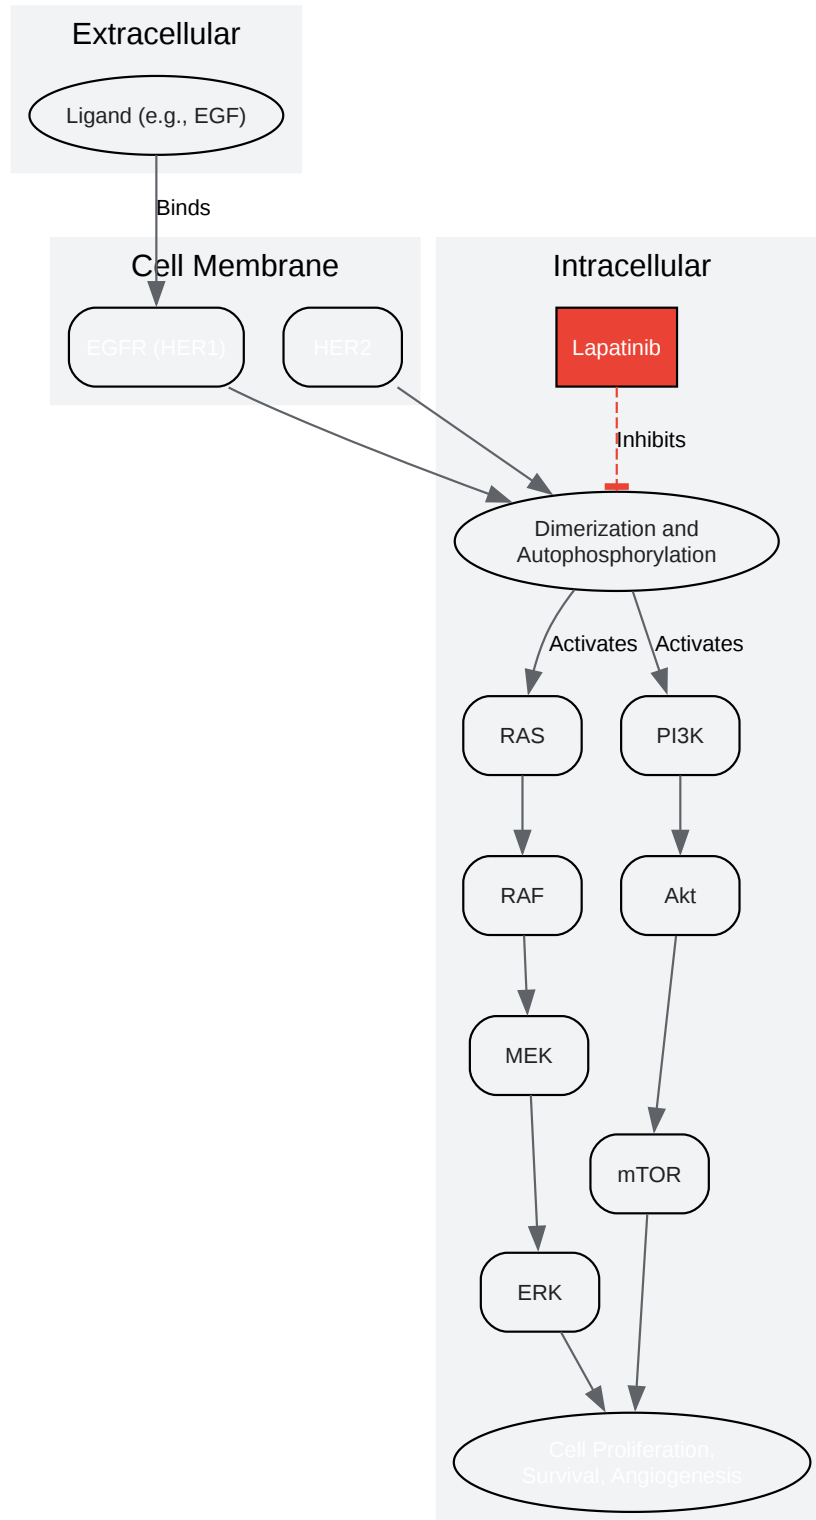 Extracellular
Ligand (e.g., EGF)
Binds
Cell Membrane
EGFR (HER1)
HER2
Intracellular
Lapatinib
Inhibits
Dimerization and
Autophosphorylation
Activates
Activates
RAS
PI3K
RAF
Akt
MEK
mTOR
ERK
Cell Proliferation,
Survival, Angiogenesis